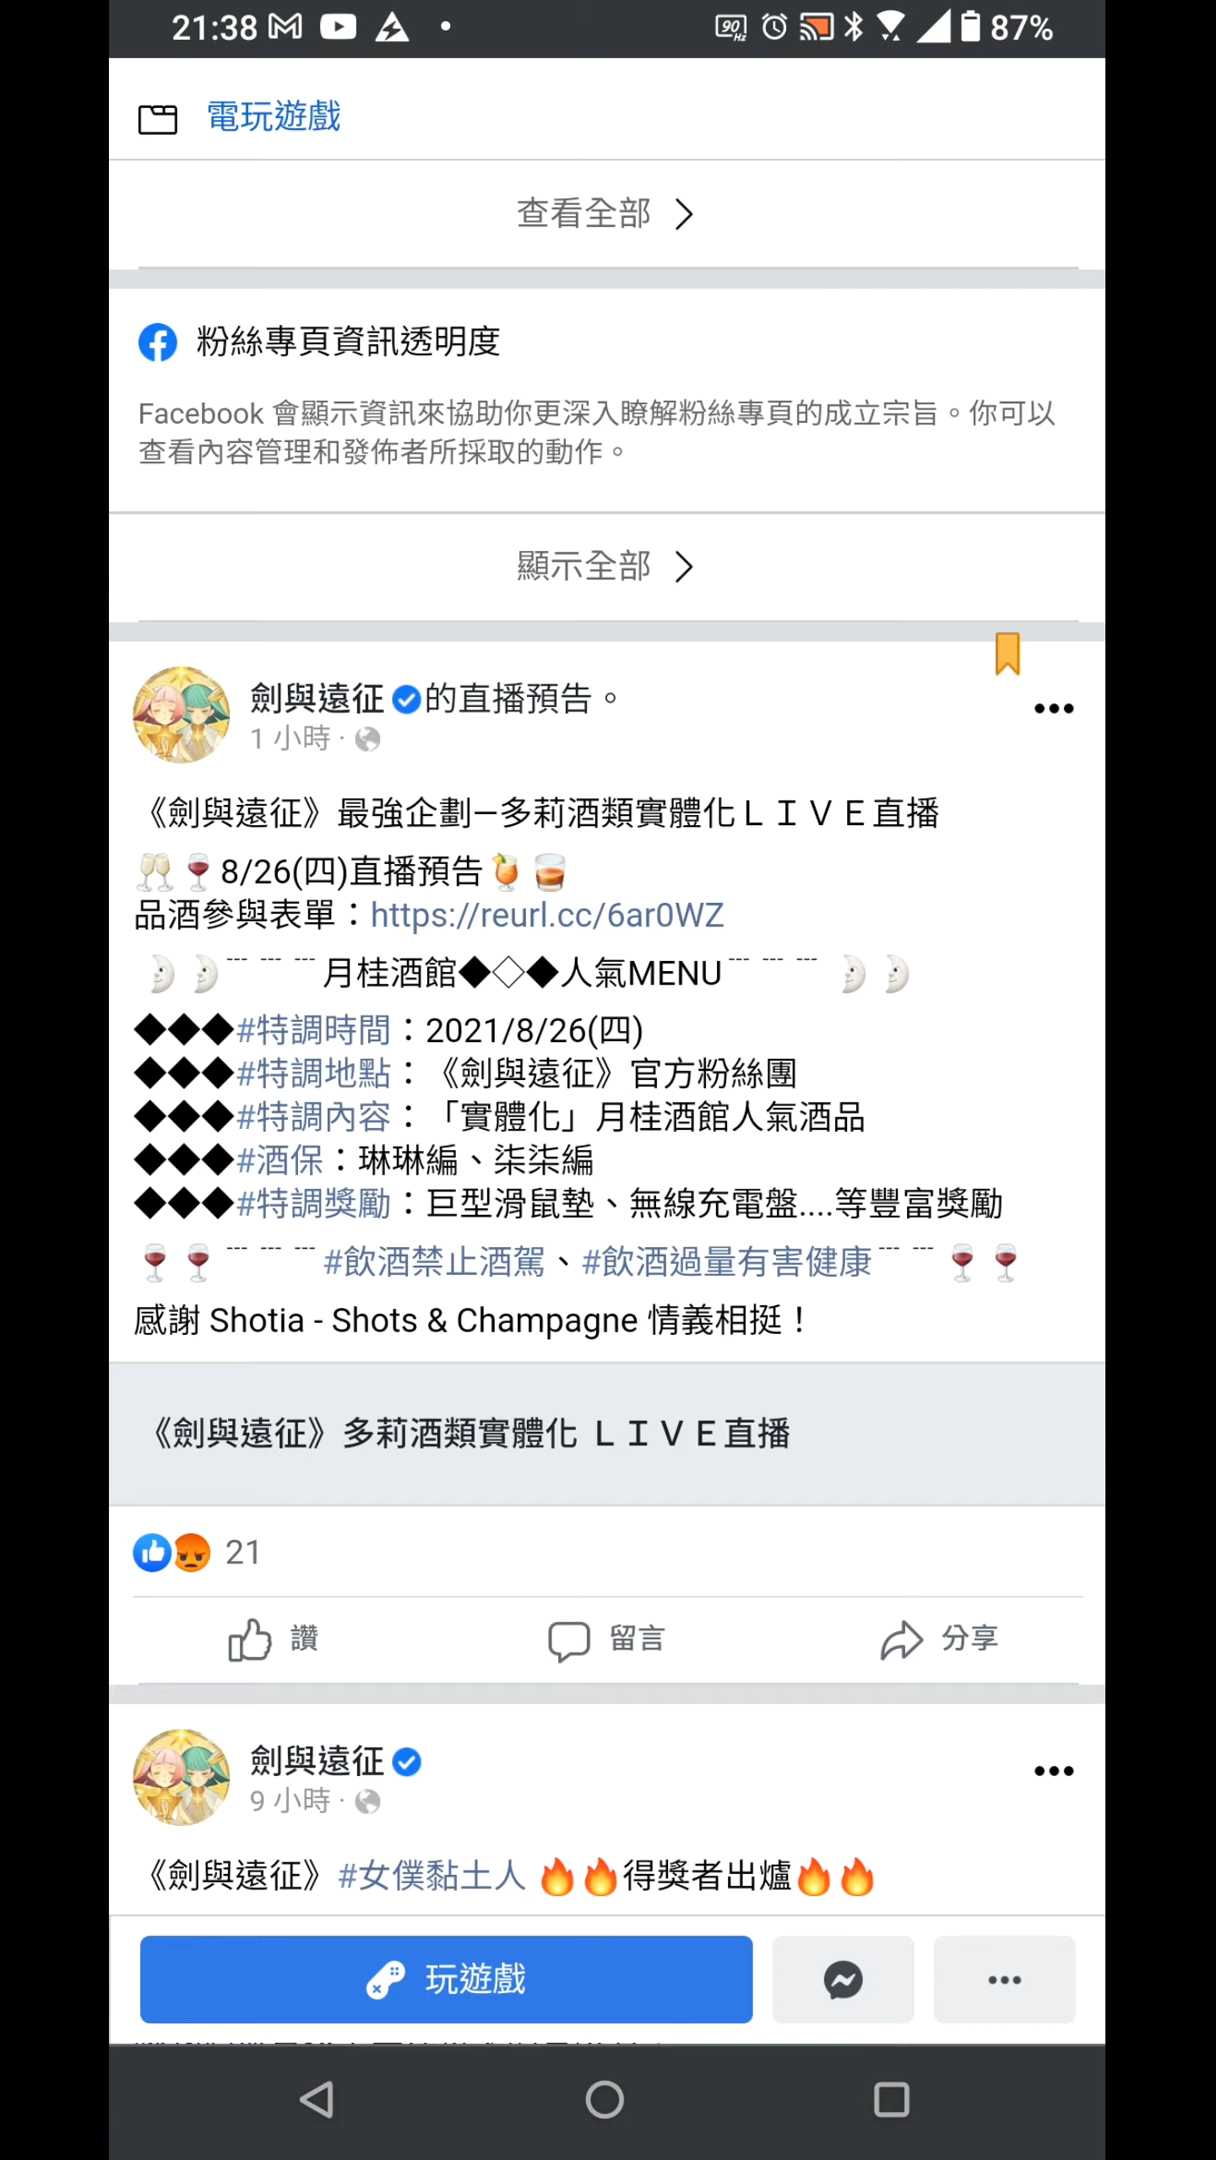 21:38
90Hz
87%
電玩遊戲
查看全部
粉絲專頁資訊透明度
Facebook 會顯示資訊來協助你更深入瞭解粉絲專頁的成立宗旨。你可以
查看內容管理和發佈者所採取的動作。
顯示全部
劍與遠征的直播預告。
1 小時 ·
《劍與遠征》最強企劃—多莉酒類實體化ＬＩＶＥ直播
🥂🍷8/26(四)直播預告🍹🥃
品酒參與表單：https://reurl.cc/6ar0WZ
🌛🌛┈┈┈月桂酒館◆◇◆人氣MENU┈┈┈🌛🌛
◆◆◆#特調時間：2021/8/26(四)
◆◆◆#特調地點：《劍與遠征》官方粉絲團
◆◆◆#特調內容：「實體化」月桂酒館人氣酒品
◆◆◆#酒保：琳琳編、柒柒編
◆◆◆#特調獎勵：巨型滑鼠墊、無線充電盤....等豐富獎勵
🍷🍷┈┈┈#飲酒禁止酒駕、#飲酒過量有害健康┈┈🍷🍷
感謝 Shotia - Shots & Champagne 情義相挺！
《劍與遠征》多莉酒類實體化 ＬＩＶＥ直播
21
讚 留言 分享
劍與遠征
9 小時 ·
《劍與遠征》#女僕黏土人 🔥🔥得獎者出爐🔥🔥
玩遊戲